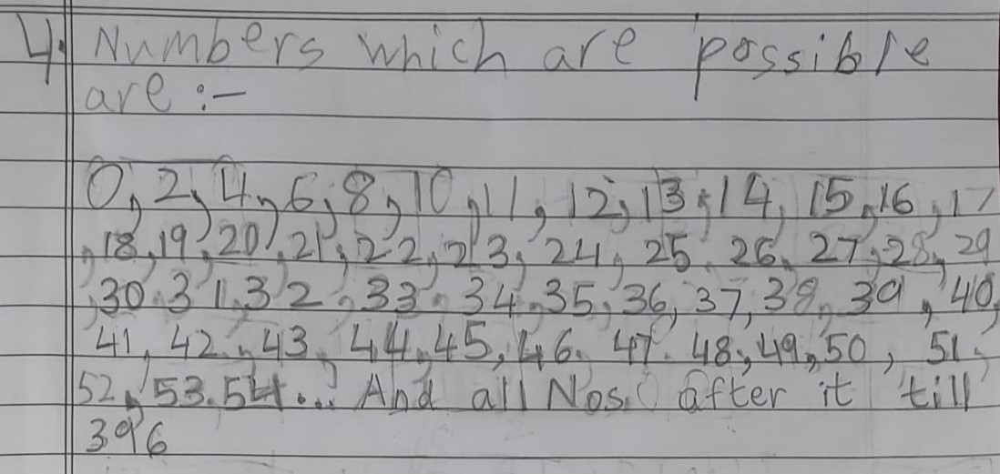 4. Numbers which are possible
are :-
0, 2, 4, 6, 8, 10, 11, 12, 13, 14, 15, 16, 17
, 18, 19, 20, 21, 22, 23, 24, 25, 26, 27, 28, 29
, 30, 31, 32, 33, 34, 35, 36, 37, 38, 39, 40,
41, 42, 43, 44, 45, 46, 47, 48, 49, 50, 51,
52, 53, 54... And all Nos. after it till
396